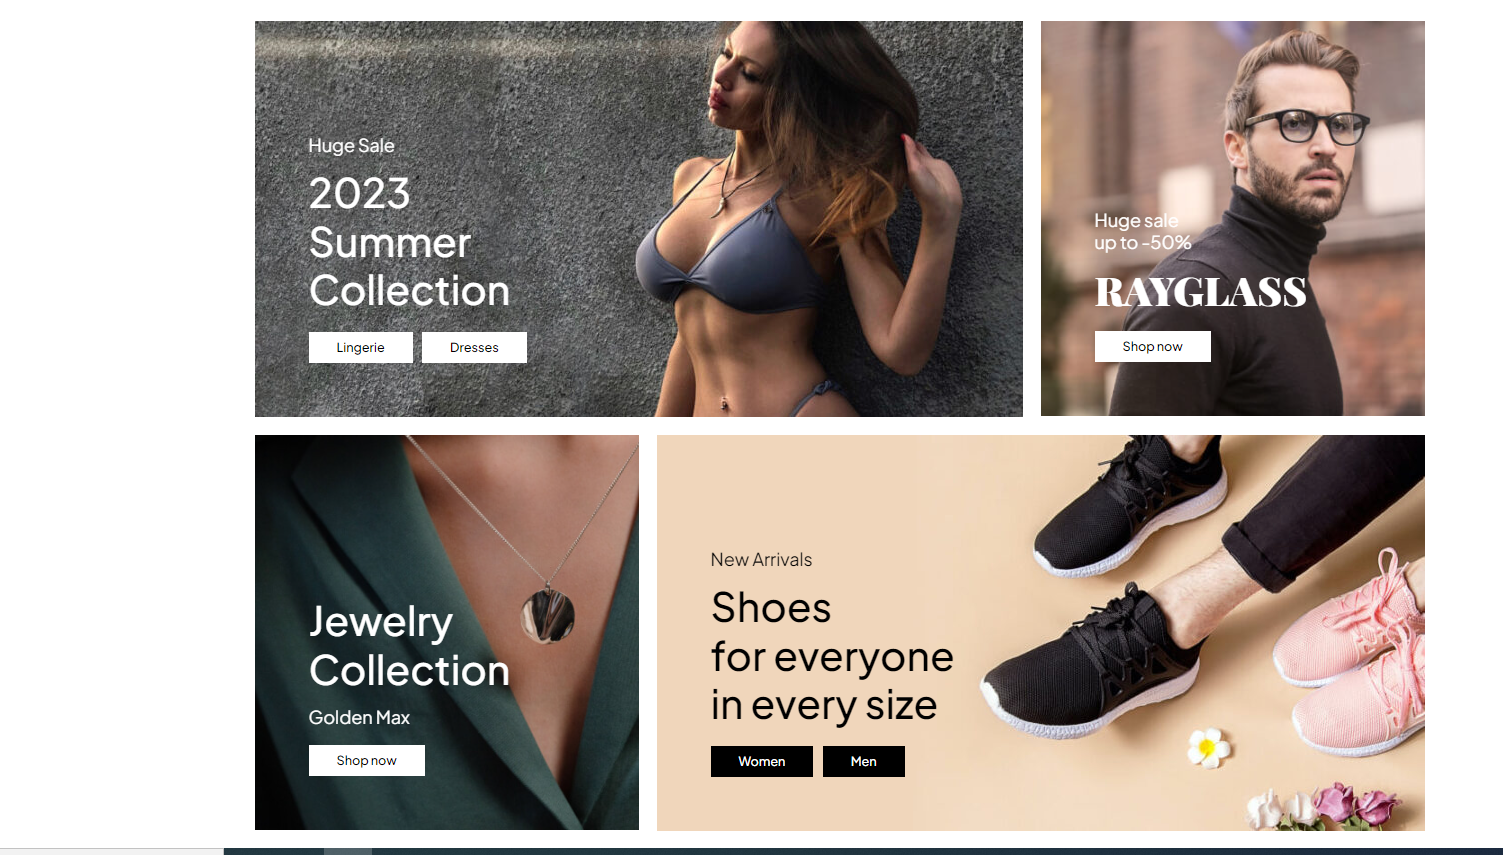 Huge Sale
2023
Summer
Collection
Lingerie
Dresses
Huge sale
up to -50%
RAYGLASS
Shop now
Jewelry
Collection
Golden Max
Shop now
New Arrivals
Shoes
for everyone
in every size
Women
Men